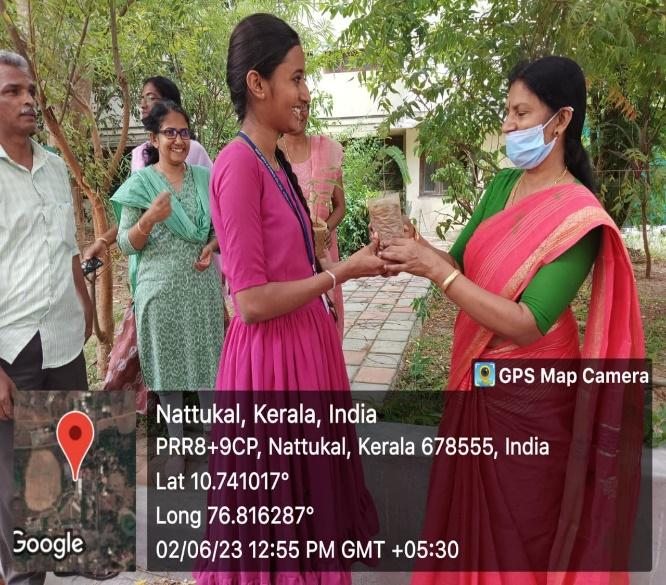 GPS Map Camera
Nattukal, Kerala, India
PRR8+9CP, Nattukal, Kerala 678555, India
Lat 10.741017°
Long 76.816287°
02/06/23 12:55 PM GMT +05:30
Google